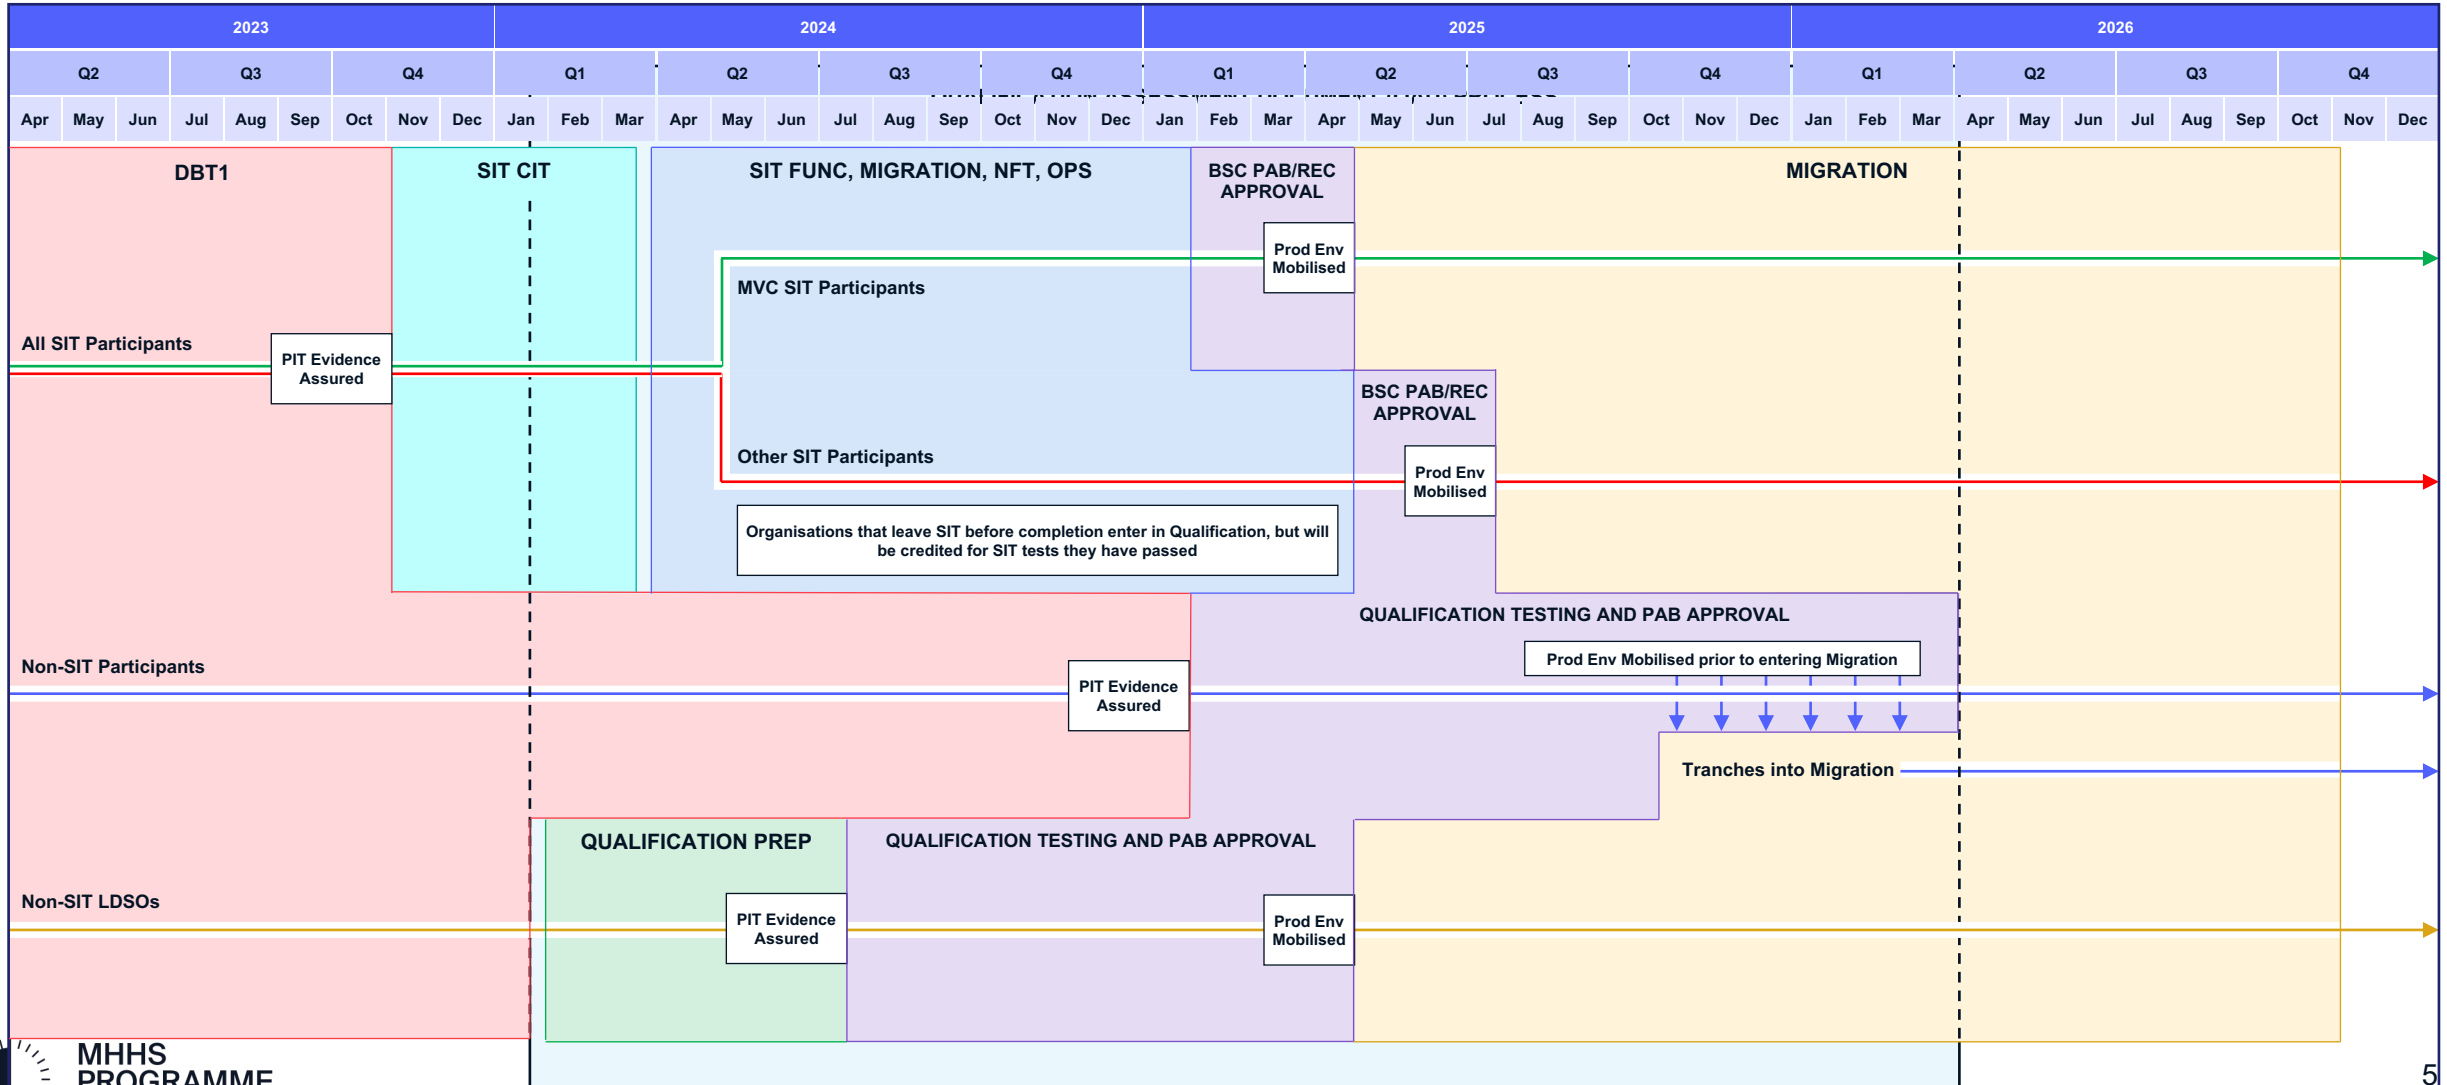 2023 2024 2025 2026
Q2 Q3 Q4 Q1 Q2 Q3 Q4 Q1 Q2 Q3 Q4 Q1 Q2 Q3 Q4
Apr May Jun Jul Aug Sep Oct Nov Dec Jan Feb Mar Apr May Jun Jul Aug Sep Oct Nov Dec Jan Feb Mar Apr May Jun Jul Aug Sep Oct Nov Dec Jan Feb Mar Apr May Jun Jul Aug Sep Oct Nov Dec
DBT1
SIT CIT
SIT FUNC, MIGRATION, NFT, OPS
BSC PAB/REC
APPROVAL
MIGRATION
Prod Env
Mobilised
MVC SIT Participants
All SIT Participants
PIT Evidence
Assured
BSC PAB/REC
APPROVAL
Other SIT Participants
Prod Env
Mobilised
Organisations that leave SIT before completion enter in Qualification, but will
be credited for SIT tests they have passed
QUALIFICATION TESTING AND PAB APPROVAL
Non-SIT Participants
Prod Env Mobilised prior to entering Migration
PIT Evidence
Assured
Tranches into Migration
QUALIFICATION PREP
QUALIFICATION TESTING AND PAB APPROVAL
Non-SIT LDSOs
PIT Evidence
Assured
Prod Env
Mobilised
MHHS
PROGRAMME
5